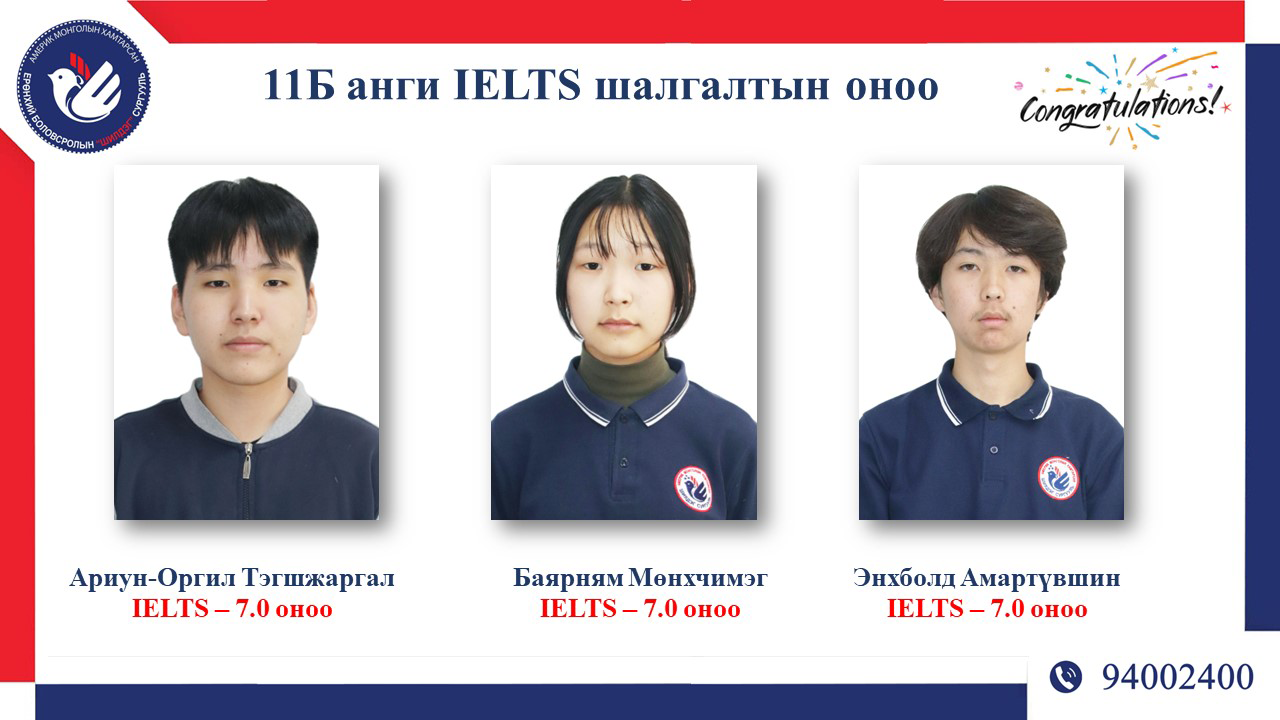 АМЕРИК МОНГОЛЫН ХАМТАРСАН
ЕРӨНХИЙ БОЛОВСРОЛЫН "ШИЛДЭГ" СУРГУУЛЬ
11Б анги IELTS шалгалтын оноо
Congratulations!
Ариун-Оргил Тэгшжаргал
IELTS – 7.0 оноо
Баярням Мөнхчимэг
IELTS – 7.0 оноо
Энхболд Амартүвшин
IELTS – 7.0 оноо
94002400